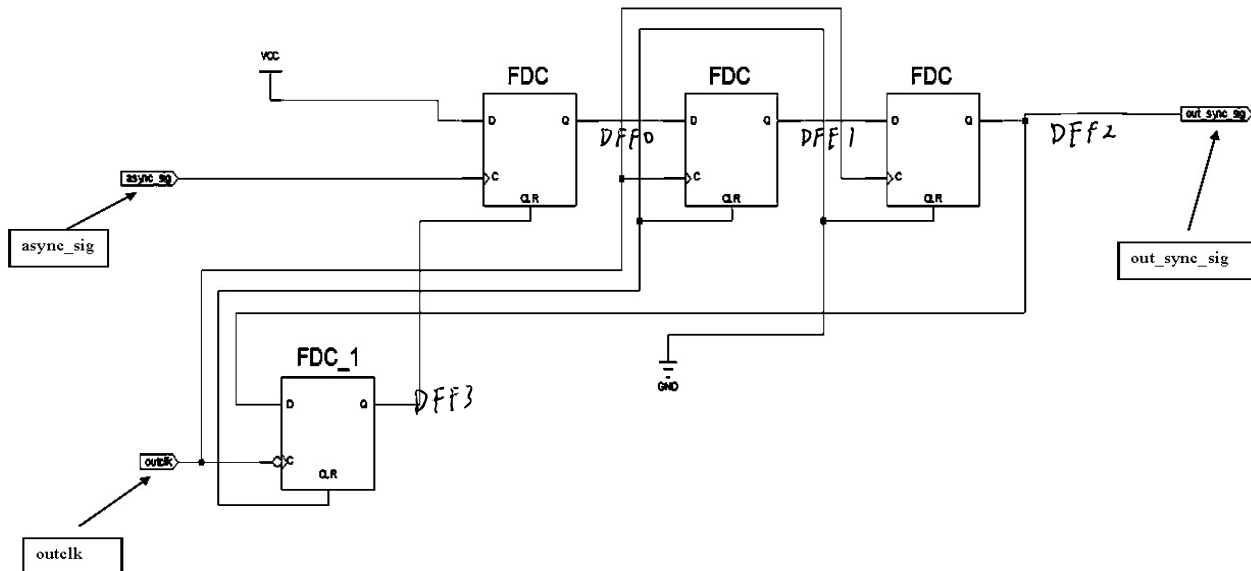 VCC
FDC
FDC
FDC
D
Q
DFF0
D
Q
DFF1
D
Q
DFF2
out_sync_sig
async_sig
C
CLR
C
CLR
C
CLR
async_sig
out_sync_sig
FDC_1
GND
D
Q
DFF3
outclk
C
CLR
outclk